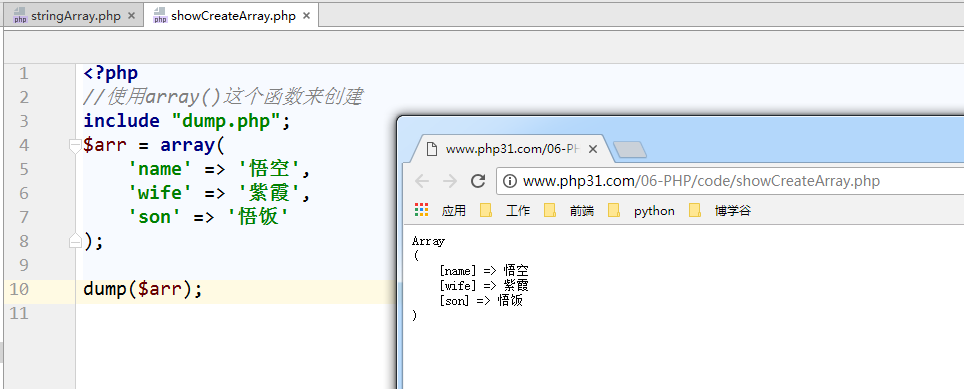 stringArray.php
showCreateArray.php
1 <?php
2 //使用array()这个函数来创建
3 include "dump.php";
4 $arr = array(
5 'name' => '悟空',
6 'wife' => '紫霞',
7 'son' => '悟饭'
8 );
9
10 dump($arr);
11
www.php31.com/06-PH
www.php31.com/06-PHP/code/showCreateArray.php
应用 工作 前端 python 博学谷
Array
(
[name] => 悟空
[wife] => 紫霞
[son] => 悟饭
)